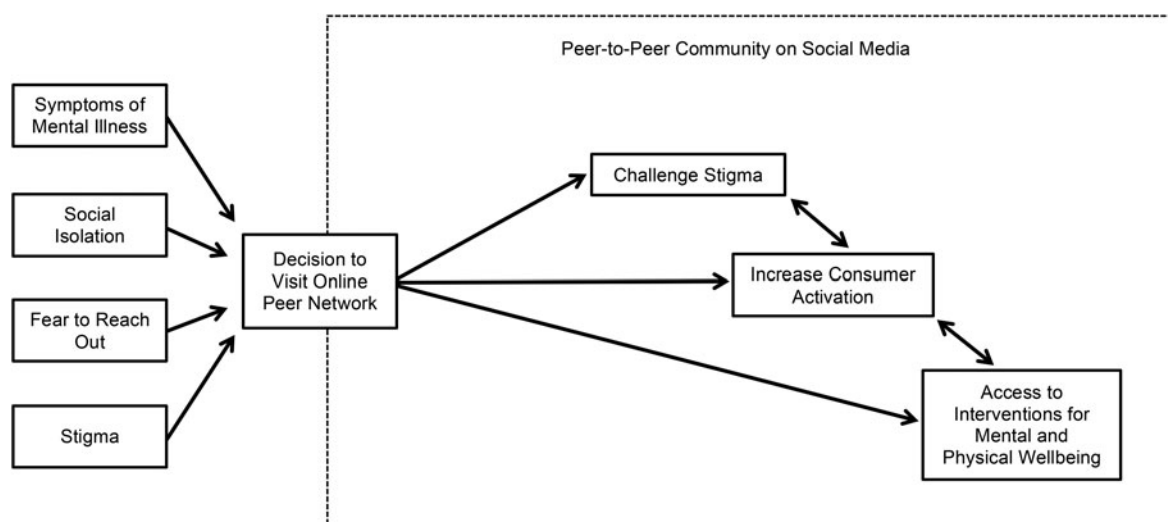 Peer-to-Peer Community on Social Media
Symptoms of
Mental Illness
Social
Isolation
Fear to Reach
Out
Stigma
Decision to
Visit Online
Peer Network
Challenge Stigma
Increase Consumer
Activation
Access to
Interventions for
Mental and
Physical Wellbeing